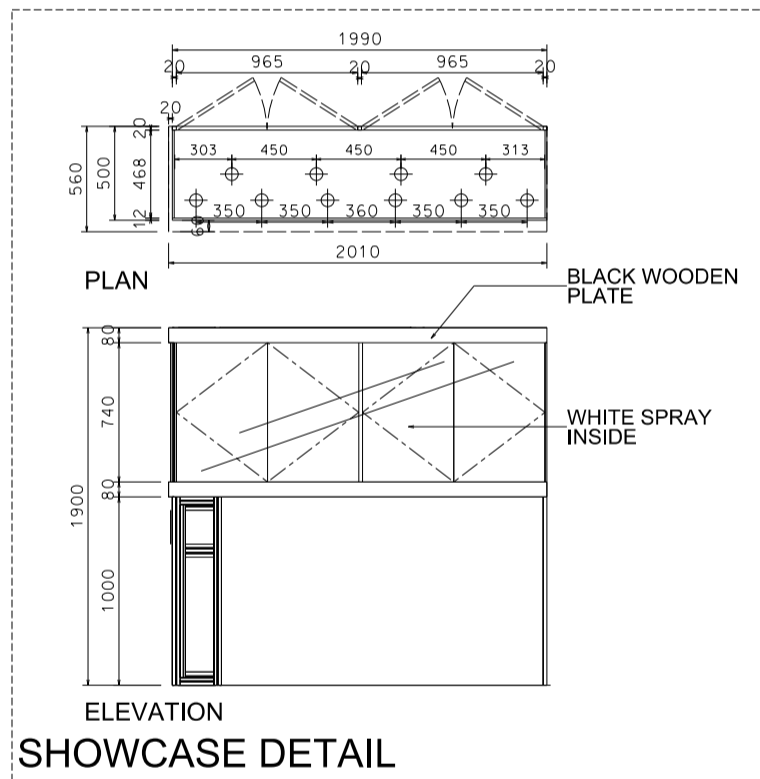 1990
20 965 20 965 20
20
303 450 450 450 313
560 500 20 468 12
350 350 360 350 350
2010
PLAN
BLACK WOODEN
PLATE
80
740
WHITE SPRAY
INSIDE
80
1900
1000
ELEVATION
SHOWCASE DETAIL